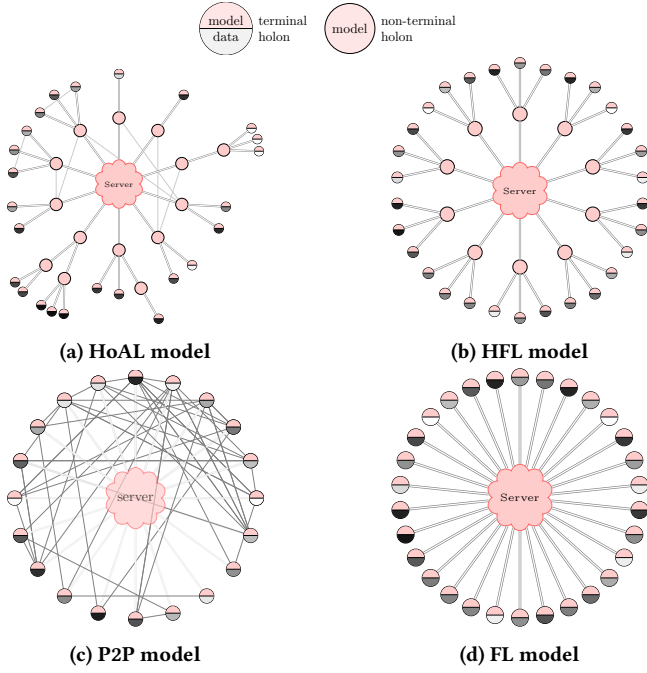 model
data
terminal
holon
model
non-terminal
holon
Server
Server
(a) HoAL model
(b) HFL model
server
Server
(c) P2P model
(d) FL model